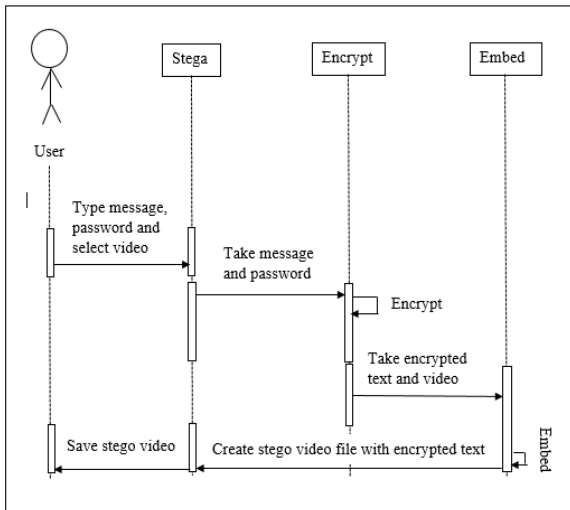 Stega
Encrypt
Embed
User
Type message,
password and
select video
Take message
and password
Encrypt
Take encrypted
text and video
Embed
Save stego video
Create stego video file with encrypted text